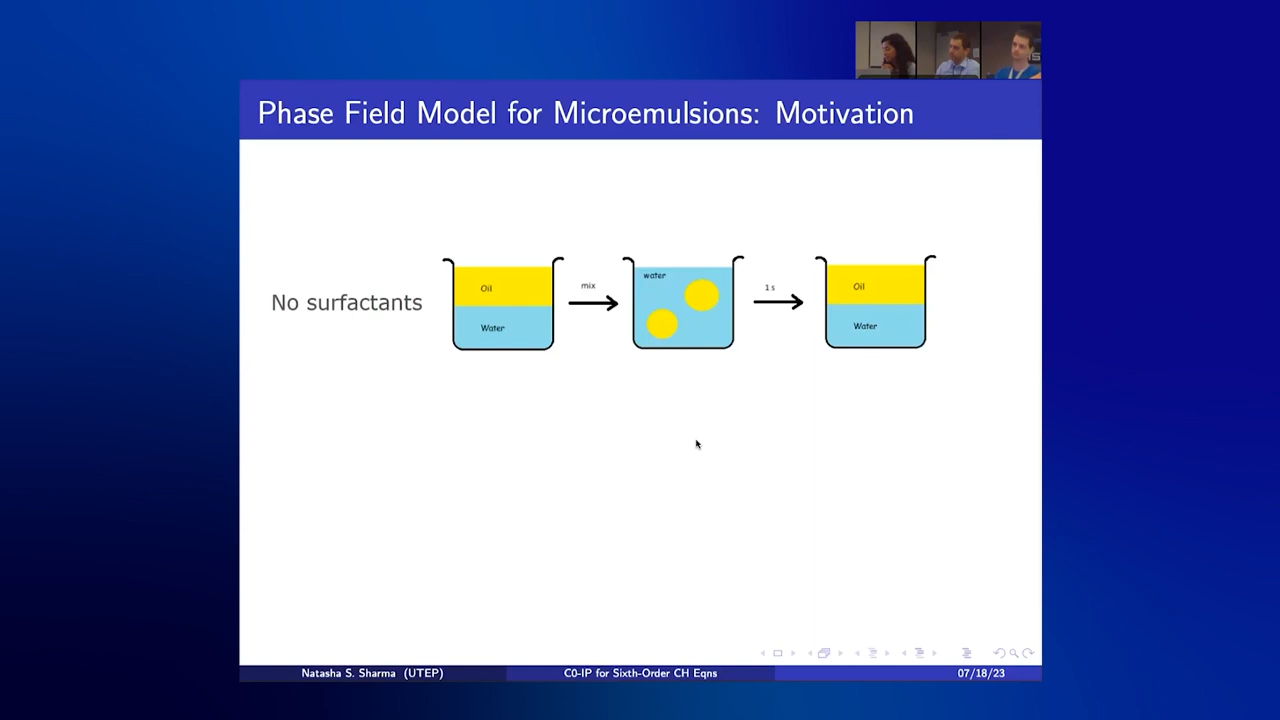 Phase Field Model for Microemulsions: Motivation
No surfactants
Oil
Water
mix
water
1 s
Oil
Water
Natasha S. Sharma (UTEP)
C0-IP for Sixth-Order CH Eqns
07/18/23